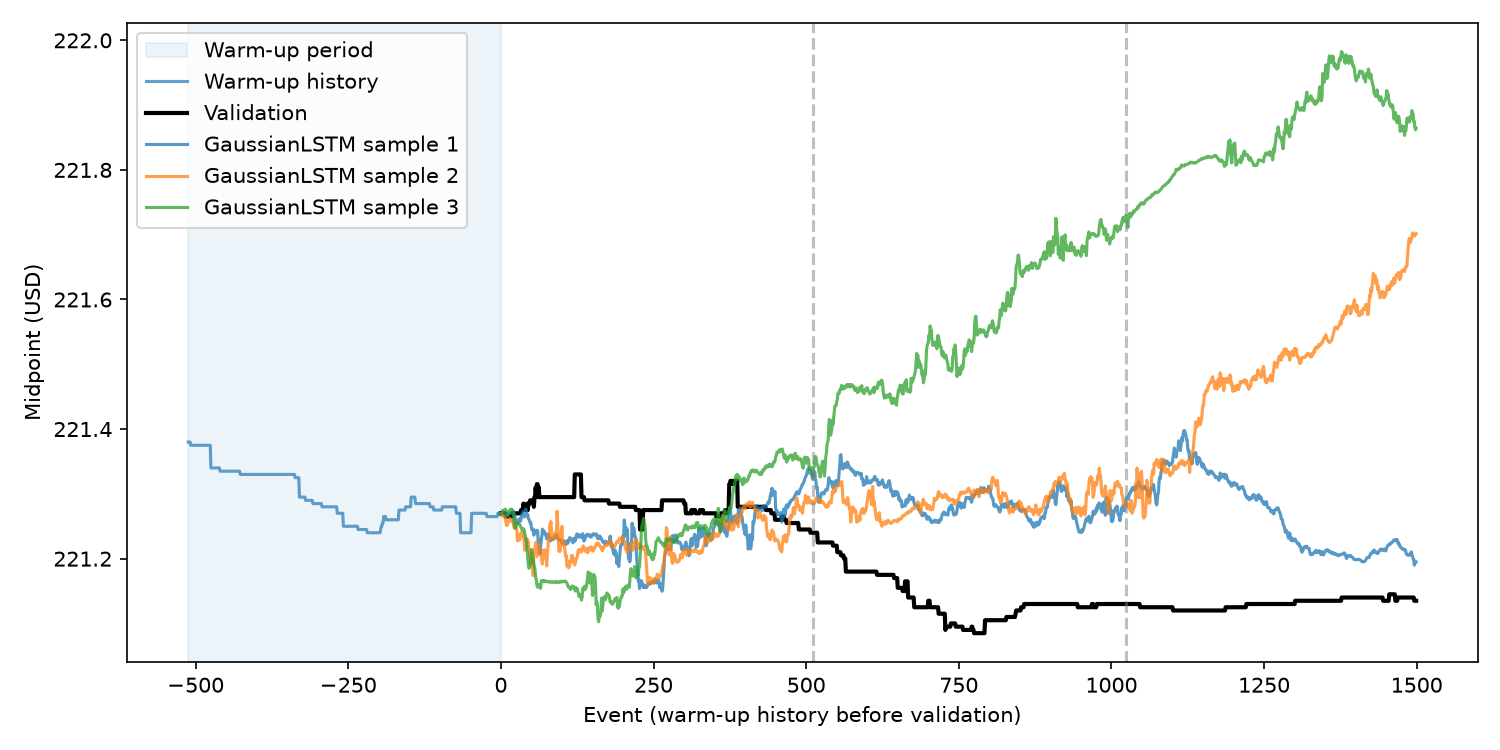 222.0
221.8
221.6
221.4
221.2
Midpoint (USD)
Warm-up period
Warm-up history
Validation
GaussianLSTM sample 1
GaussianLSTM sample 2
GaussianLSTM sample 3
−500 −250 0 250 500 750 1000 1250 1500
Event (warm-up history before validation)